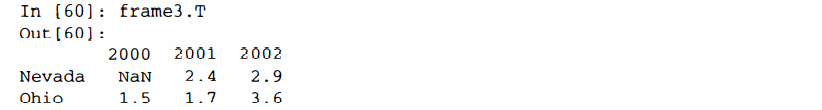 In [60]: frame3.T
Out[60]:
2000 2001 2002
Nevada NaN 2.4 2.9
Ohio 1.5 1.7 3.6